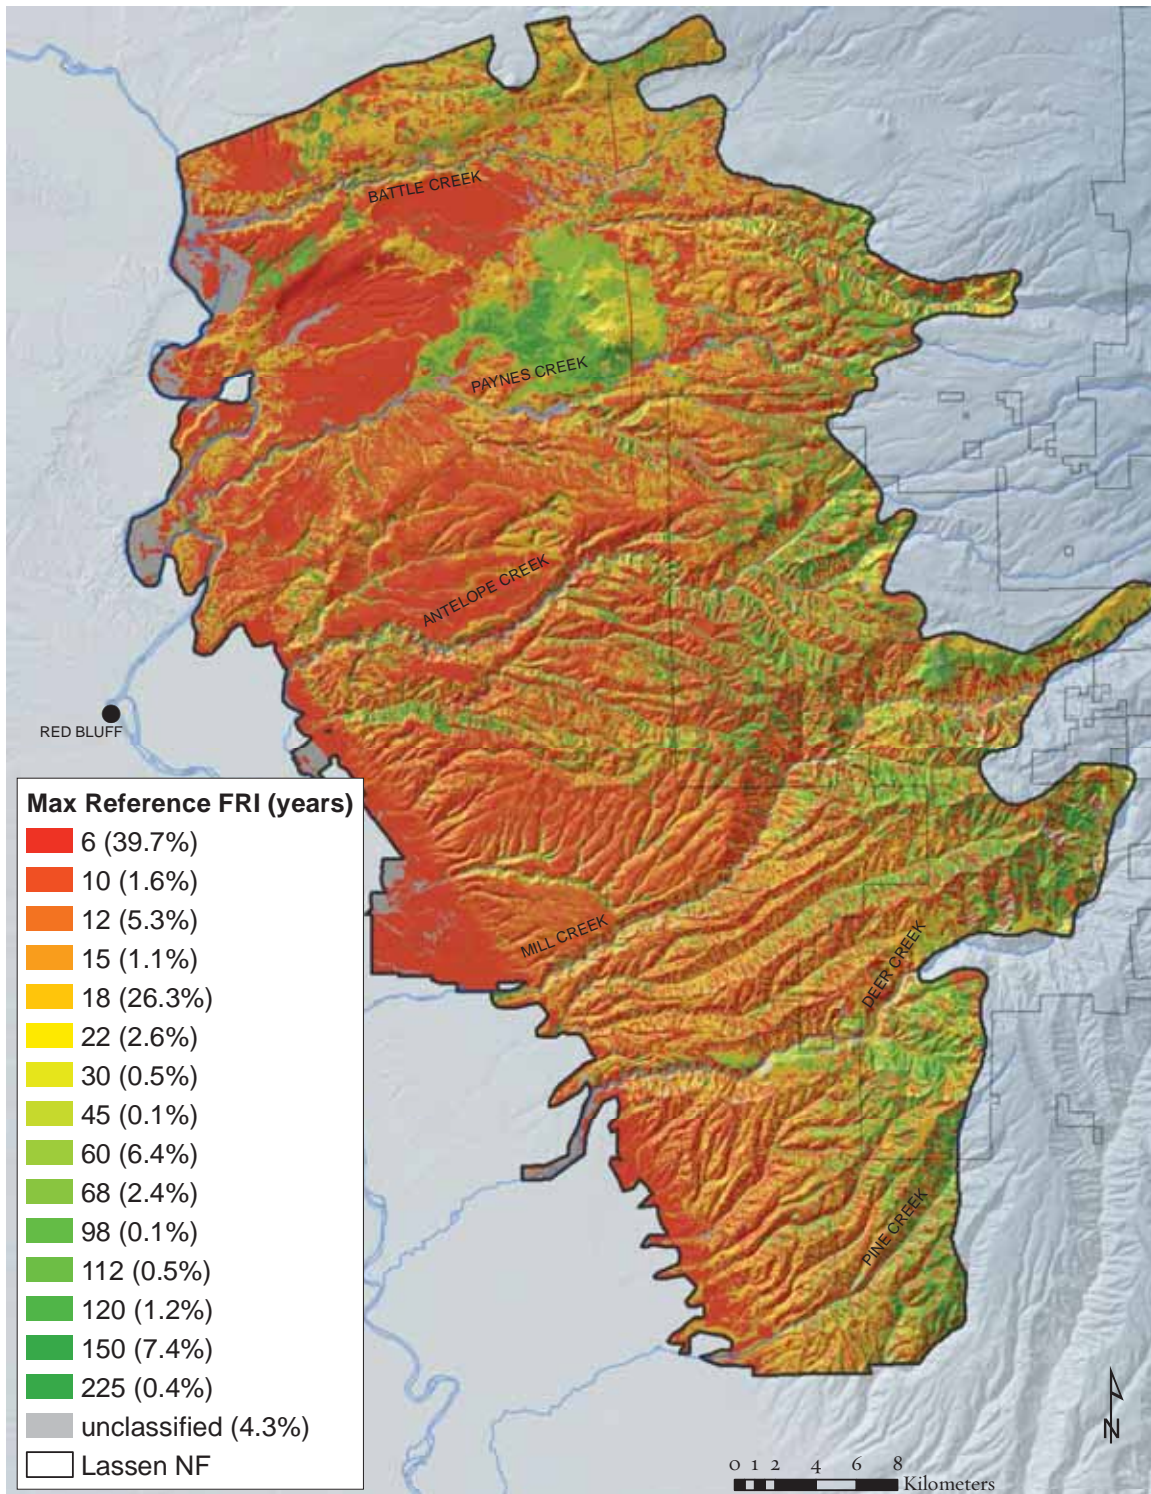 BATTLE CREEK
PAYNES CREEK
ANTELOPE CREEK
RED BLUFF
MILL CREEK
DEER CREEK
PINE CREEK
Max Reference FRI (years)
6 (39.7%)
10 (1.6%)
12 (5.3%)
15 (1.1%)
18 (26.3%)
22 (2.6%)
30 (0.5%)
45 (0.1%)
60 (6.4%)
68 (2.4%)
98 (0.1%)
112 (0.5%)
120 (1.2%)
150 (7.4%)
225 (0.4%)
unclassified (4.3%)
Lassen NF
N
0 1 2 4 6 8
Kilometers